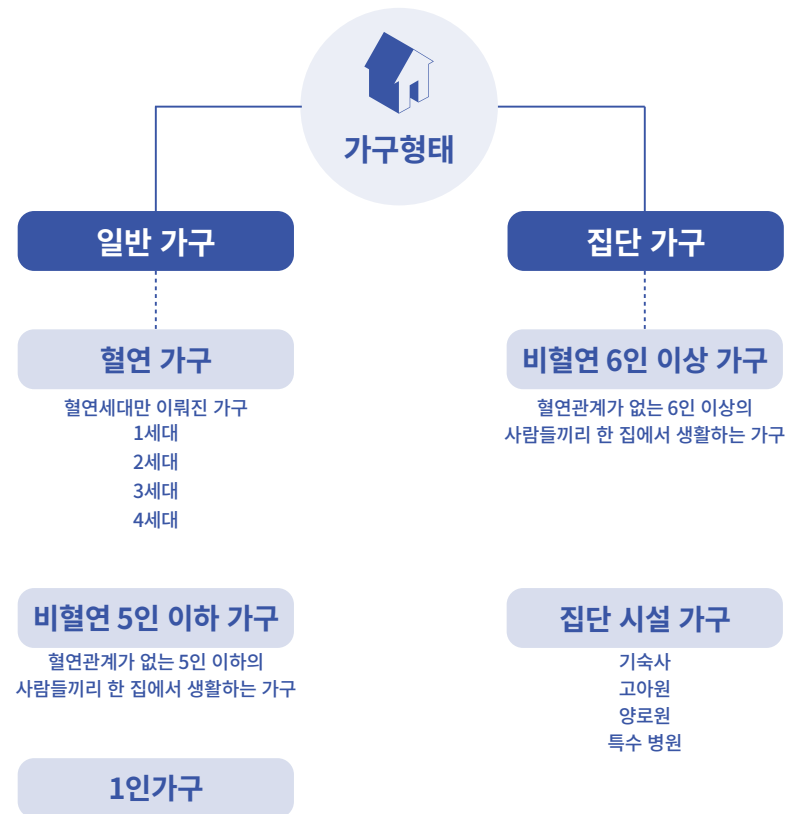 가구형태
일반 가구
혈연 가구
혈연세대만 이뤄진 가구
1세대
2세대
3세대
4세대
비혈연 5인 이하 가구
혈연관계가 없는 5인 이하의
사람들끼리 한 집에서 생활하는 가구
1인가구
집단 가구
비혈연 6인 이상 가구
혈연관계가 없는 6인 이상의
사람들끼리 한 집에서 생활하는 가구
집단 시설 가구
기숙사
고아원
양로원
특수 병원